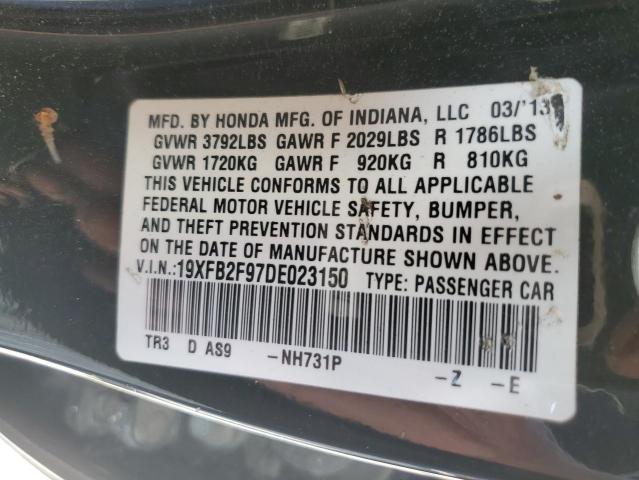 MFD. BY HONDA MFG. OF INDIANA, LLC 03/'13
GVWR 3792LBS GAWR F 2029LBS R 1786LBS
GVWR 1720KG GAWR F 920KG R 810KG
THIS VEHICLE CONFORMS TO ALL APPLICABLE
FEDERAL MOTOR VEHICLE SAFETY, BUMPER,
AND THEFT PREVENTION STANDARDS IN EFFECT
ON THE DATE OF MANUFACTURE SHOWN ABOVE.
V.I.N.:19XFB2F97DE023150 TYPE: PASSENGER CAR
TR3 D AS9 -NH731P -Z -E